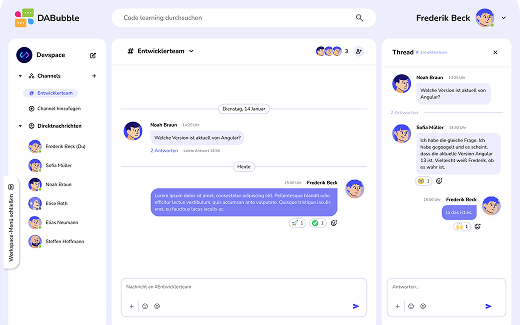 DABubble
Code learning durchsuchen
Frederik Beck
Devspace
Channels
# Entwicklerteam
Channel hinzufügen
Direktnachrichten
Frederik Beck (Du)
Sofia Müller
Noah Braun
Elise Roth
Elias Neumann
Steffen Hoffmann
Workspace-Menü schließen
# Entwicklerteam
3
Dienstag, 14 Januar
Noah Braun 14:25 Uhr
Welche Version ist aktuell von Angular?
2 Antworten Letzte Antwort 14:56
Heute
15:06 Uhr Frederik Beck
Lorem ipsum dolor sit amet, consectetur adipiscing elit. Pellentesque blandit odio
efficitur lectus vestibulum, quis accumsan ante vulputate. Quisque tristique iaculis
erat, eu faucibus lacus iaculis ac.
1
1
Nachricht an #Entwicklerteam
Thread # Entwicklerteam
Noah Braun 14:25 Uhr
Welche Version ist aktuell von
Angular?
2 Antworten
Sofia Müller 14:30 Uhr
Ich habe die gleiche Frage. Ich
habe gegoogelt und es scheint,
dass die aktuelle Version Angular
13 ist. Vielleicht weiß Frederik, ob
es wahr ist.
1
15:06 Uhr Frederik Beck
Ja das ist es.
1
Antworten...